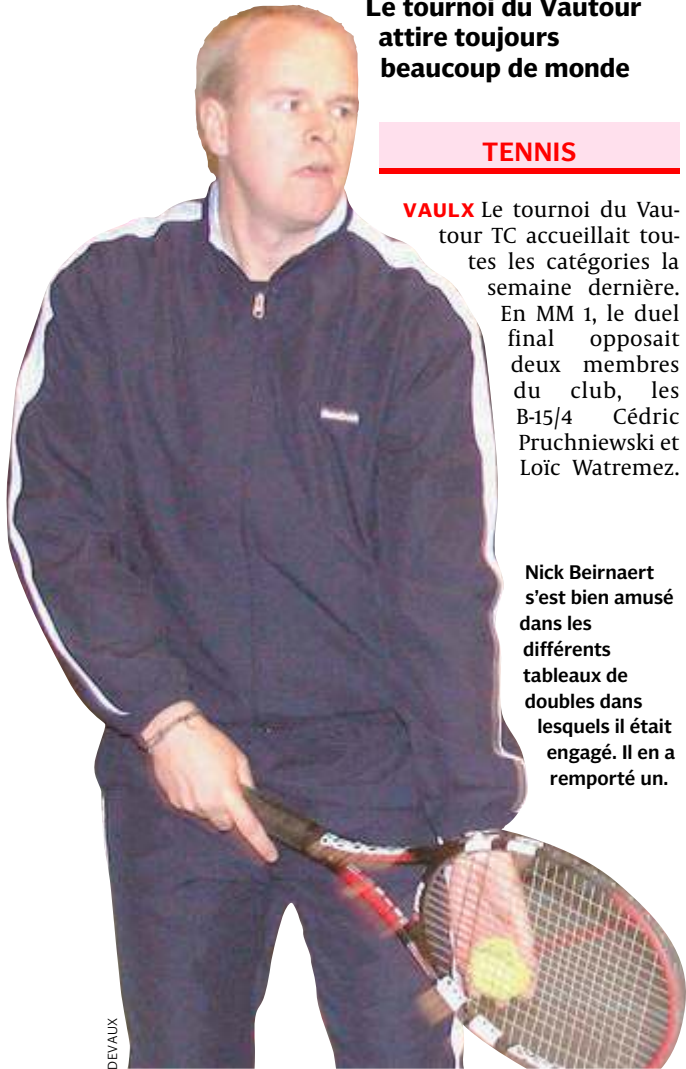 Le tournoi du Vautour
attire toujours
beaucoup de monde
TENNIS
VAULX Le tournoi du Vau-
tour TC accueillait tou-
tes les catégories la
semaine dernière.
En MM 1, le duel
final opposait
deux membres
du club, les
B-15/4 Cédric
Pruchniewski et
Loïc Watremez.
Nick Beirnaert
s'est bien amusé
dans les
différents
tableaux de
doubles dans
lesquels il était
engagé. Il en a
remporté un.
DEVAUX